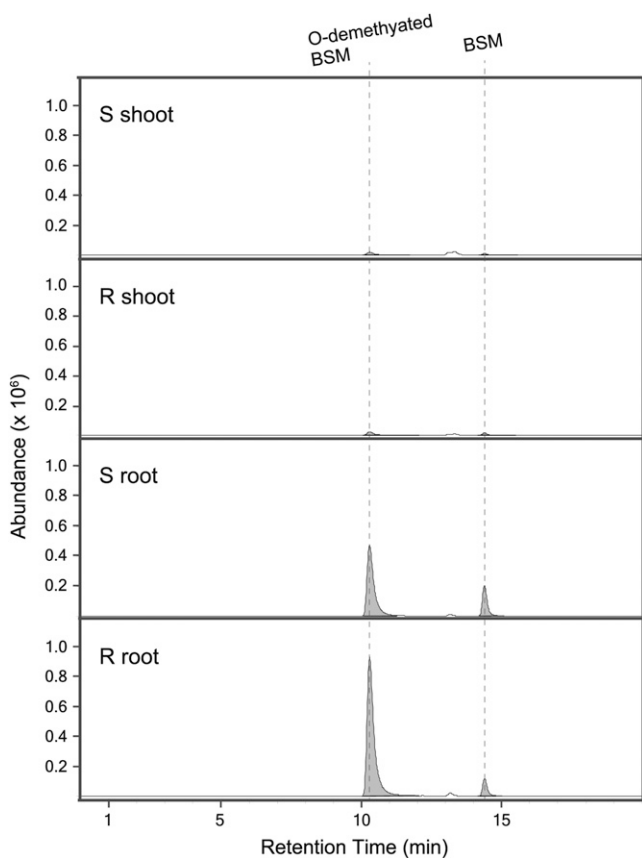 O-demethyated
BSM
BSM
1.0
0.8
0.6
0.4
0.2
S shoot
1.0
0.8
0.6
0.4
0.2
R shoot
1.0
0.8
0.6
0.4
0.2
S root
1.0
0.8
0.6
0.4
0.2
R root
Abundance (x 10⁶)
1 5 10 15
Retention Time (min)